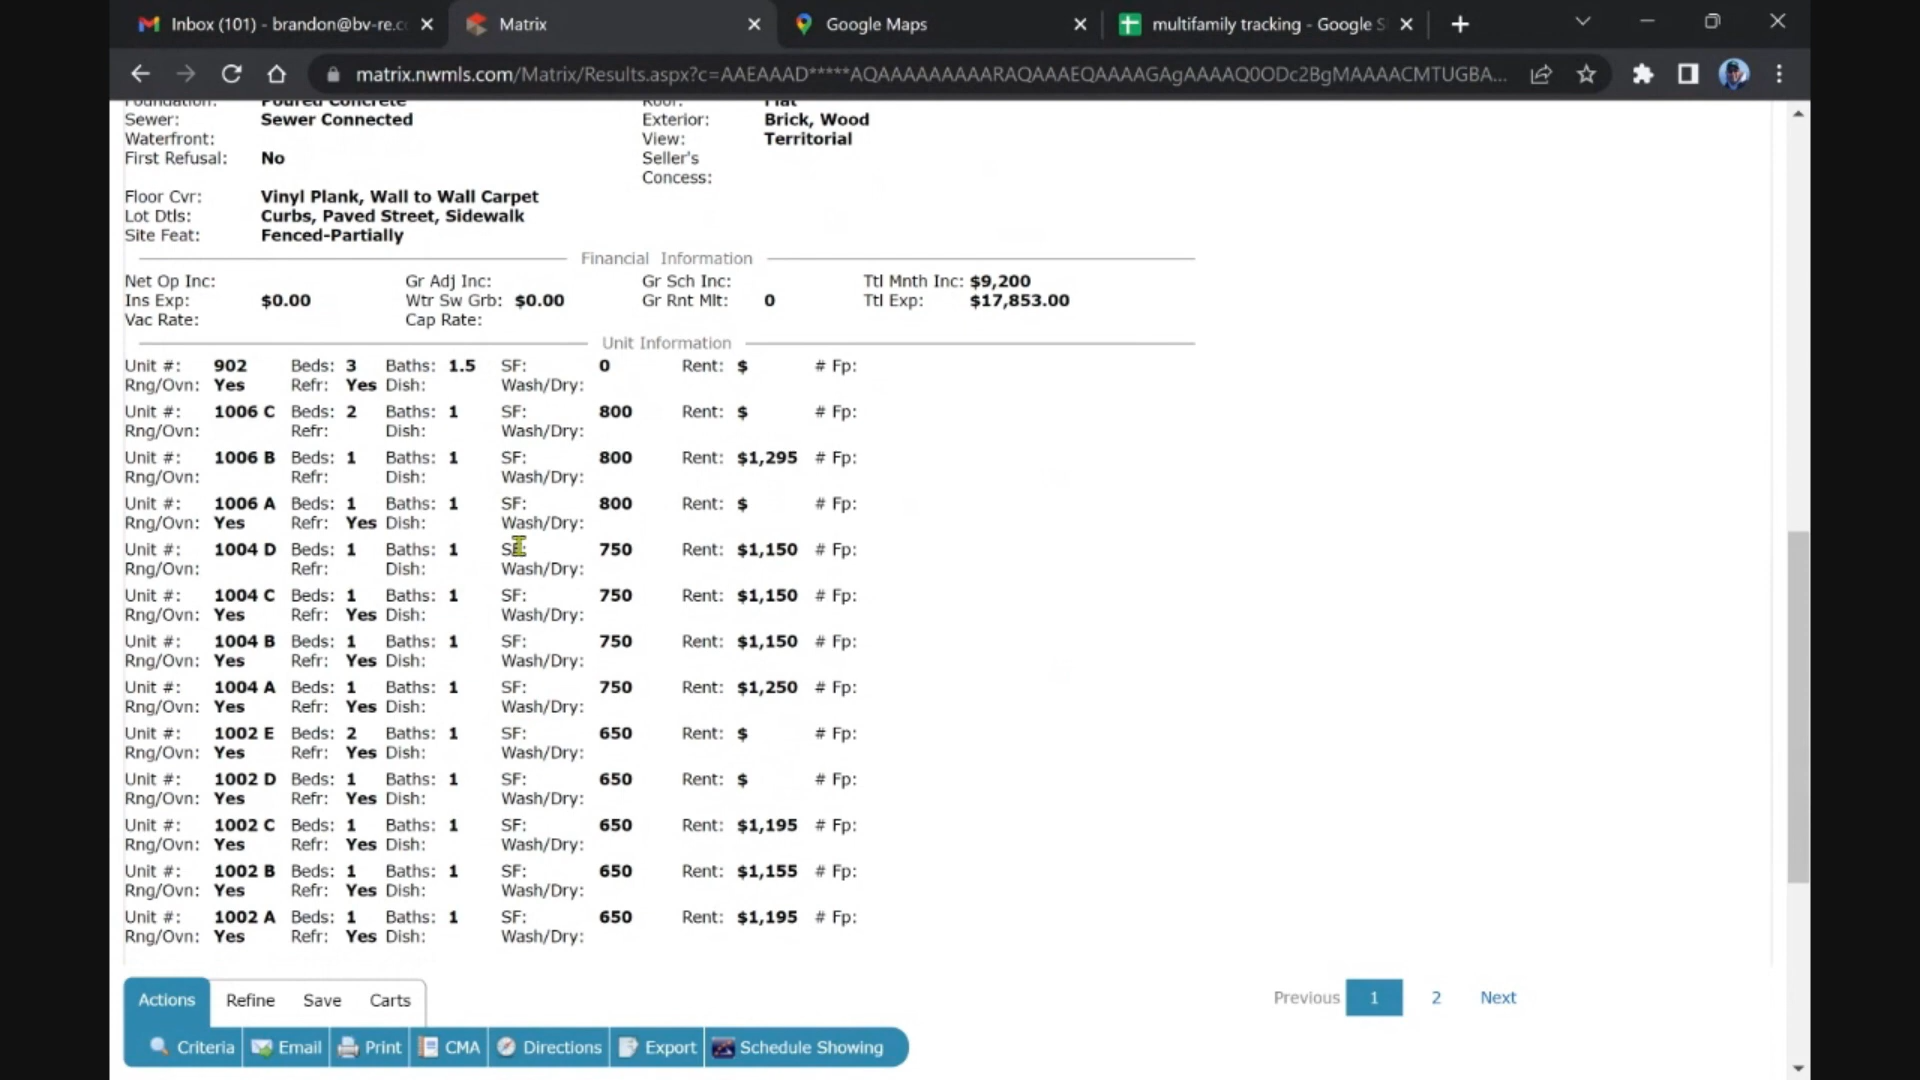 Inbox (101) - brandon@bv-re.c
Matrix
Google Maps
multifamily tracking - Google S
matrix.nwmls.com/Matrix/Results.aspx?c=AAEAAAD*****AQAAAAAAAAARAQAAAEQAAAAGAgAAAAQ0ODc2BgMAAAACMTUGBA...
Foundation: Poured Concrete Roof: Flat
Sewer: Sewer Connected Exterior: Brick, Wood
Waterfront: View: Territorial
First Refusal: No Seller's
Concess:
Floor Cvr: Vinyl Plank, Wall to Wall Carpet
Lot Dtls: Curbs, Paved Street, Sidewalk
Site Feat: Fenced-Partially
Financial Information
Net Op Inc: Gr Adj Inc: Gr Sch Inc: Ttl Mnth Inc: $9,200
Ins Exp: $0.00 Wtr Sw Grb: $0.00 Gr Rnt Mlt: 0 Ttl Exp: $17,853.00
Vac Rate: Cap Rate:
Unit Information
Unit #: 902 Beds: 3 Baths: 1.5 SF: 0 Rent: $ # Fp:
Rng/Ovn: Yes Refr: Yes Dish: Wash/Dry:
Unit #: 1006 C Beds: 2 Baths: 1 SF: 800 Rent: $ # Fp:
Rng/Ovn: Refr: Dish: Wash/Dry:
Unit #: 1006 B Beds: 1 Baths: 1 SF: 800 Rent: $1,295 # Fp:
Rng/Ovn: Refr: Dish: Wash/Dry:
Unit #: 1006 A Beds: 1 Baths: 1 SF: 800 Rent: $ # Fp:
Rng/Ovn: Yes Refr: Yes Dish: Wash/Dry:
Unit #: 1004 D Beds: 1 Baths: 1 SF: 750 Rent: $1,150 # Fp:
Rng/Ovn: Refr: Dish: Wash/Dry:
Unit #: 1004 C Beds: 1 Baths: 1 SF: 750 Rent: $1,150 # Fp:
Rng/Ovn: Yes Refr: Yes Dish: Wash/Dry:
Unit #: 1004 B Beds: 1 Baths: 1 SF: 750 Rent: $1,150 # Fp:
Rng/Ovn: Yes Refr: Yes Dish: Wash/Dry:
Unit #: 1004 A Beds: 1 Baths: 1 SF: 750 Rent: $1,250 # Fp:
Rng/Ovn: Yes Refr: Yes Dish: Wash/Dry:
Unit #: 1002 E Beds: 2 Baths: 1 SF: 650 Rent: $ # Fp:
Rng/Ovn: Yes Refr: Yes Dish: Wash/Dry:
Unit #: 1002 D Beds: 1 Baths: 1 SF: 650 Rent: $ # Fp:
Rng/Ovn: Yes Refr: Yes Dish: Wash/Dry:
Unit #: 1002 C Beds: 1 Baths: 1 SF: 650 Rent: $1,195 # Fp:
Rng/Ovn: Yes Refr: Yes Dish: Wash/Dry:
Unit #: 1002 B Beds: 1 Baths: 1 SF: 650 Rent: $1,155 # Fp:
Rng/Ovn: Yes Refr: Yes Dish: Wash/Dry:
Unit #: 1002 A Beds: 1 Baths: 1 SF: 650 Rent: $1,195 # Fp:
Rng/Ovn: Yes Refr: Yes Dish: Wash/Dry:
Actions Refine Save Carts
Previous 1 2 Next
Criteria Email Print CMA Directions Export Schedule Showing